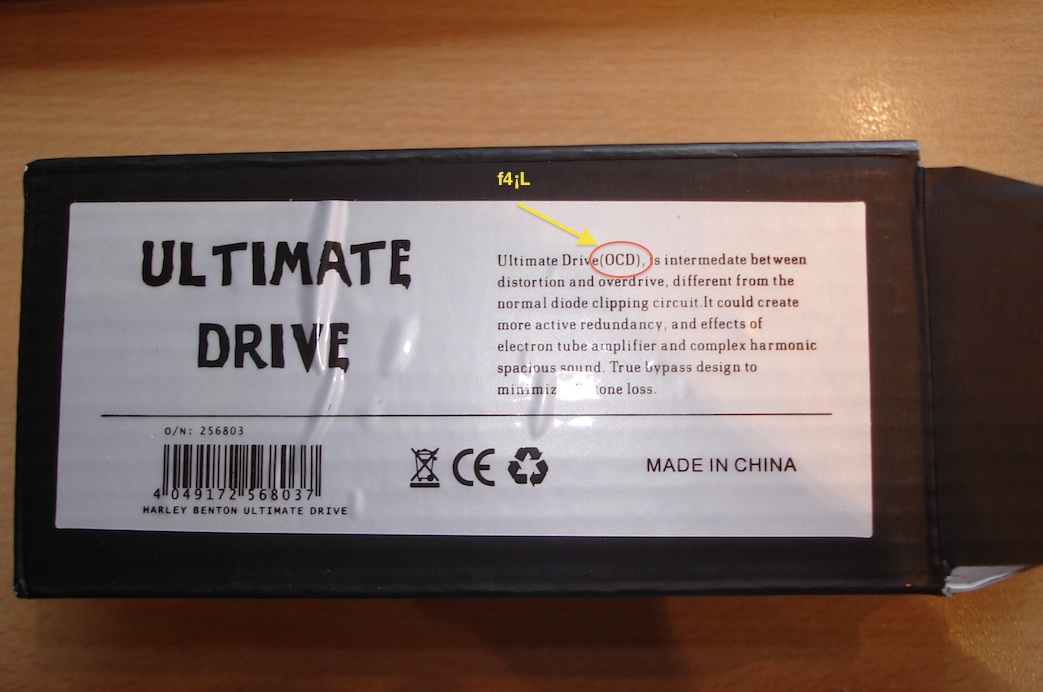 f4¡L
ULTIMATE
DRIVE
Ultimate Drive(OCD), is intermedate between
distortion and overdrive, different from the
normal diode clipping circuit.It could create
more active redundancy, and effects of
electron tube amplifier and complex harmonic
spacious sound. True bypass design to
loss.
O/N: 256803
4 049172 568037
HARLEY BENTON ULTIMATE DRIVE
CE
MADE IN CHINA